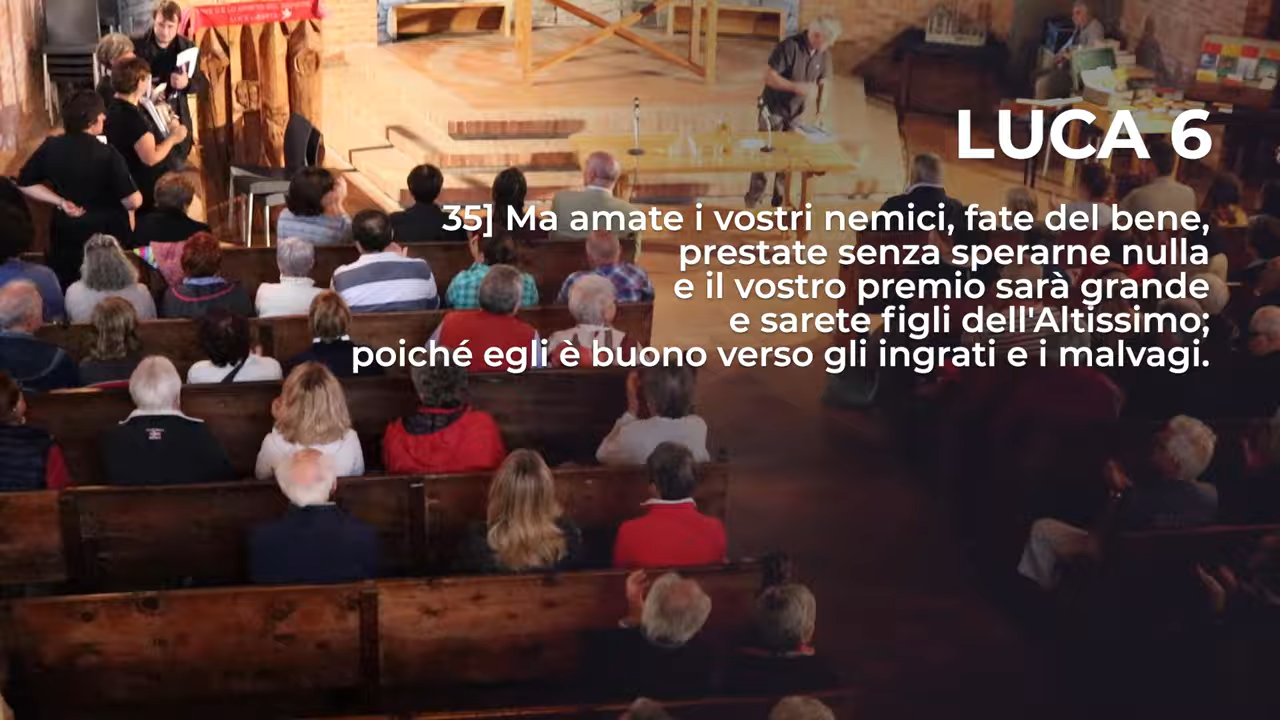 LUCA 6
35] Ma amate i vostri nemici, fate del bene,
prestate senza sperarne nulla
e il vostro premio sarà grande
e sarete figli dell'Altissimo;
poiché egli è buono verso gli ingrati e i malvagi.